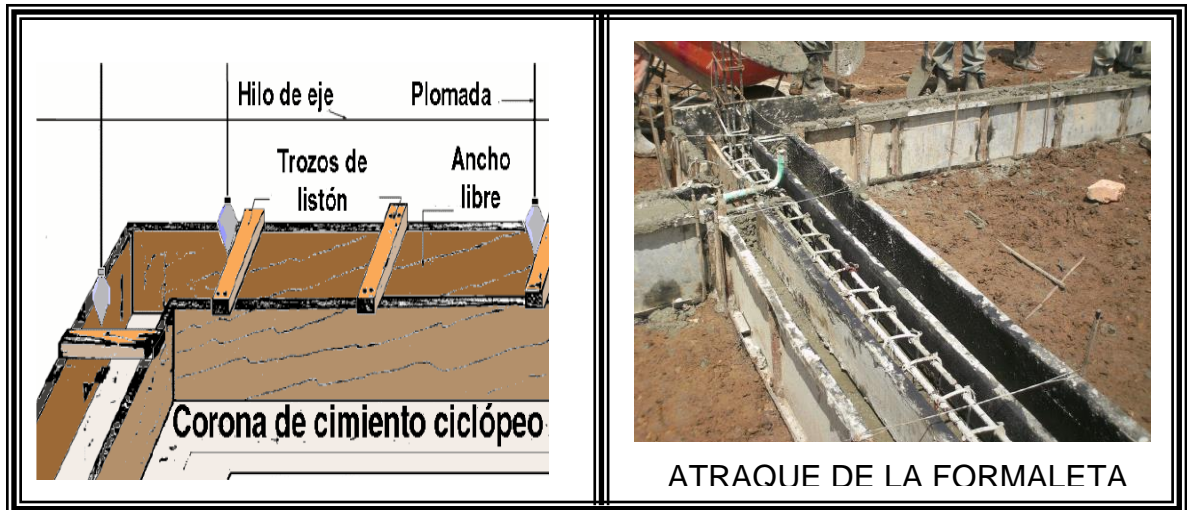 Hilo de eje
Plomada
Trozos de
listón
Ancho
libre
Corona de cimiento ciclópeo
ATRAQUE DE LA FORMALETA